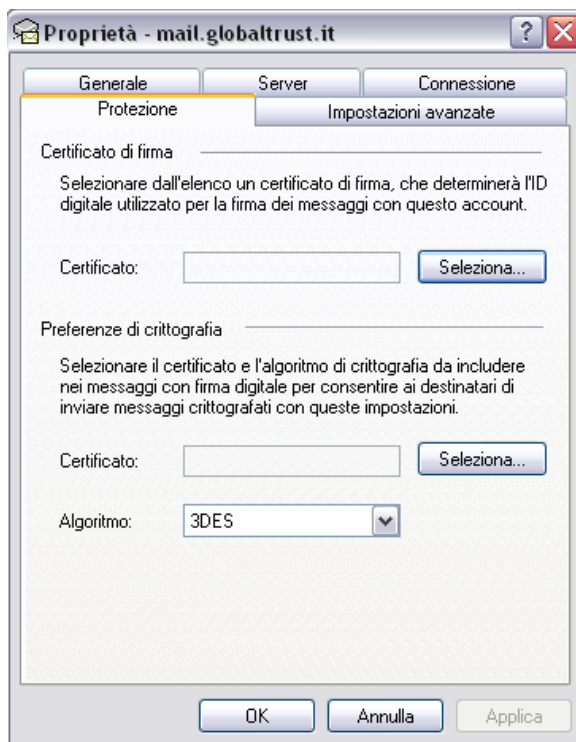 Proprietà - mail.globaltrust.it
Generale Server Connessione
Protezione Impostazioni avanzate
Certificato di firma
Selezionare dall'elenco un certificato di firma, che determinerà l'ID
digitale utilizzato per la firma dei messaggi con questo account.
Certificato: Seleziona...
Preferenze di crittografia
Selezionare il certificato e l'algoritmo di crittografia da includere
nei messaggi con firma digitale per consentire ai destinatari di
inviare messaggi crittografati con queste impostazioni.
Certificato: Seleziona...
Algoritmo: 3DES
OK Annulla Applica